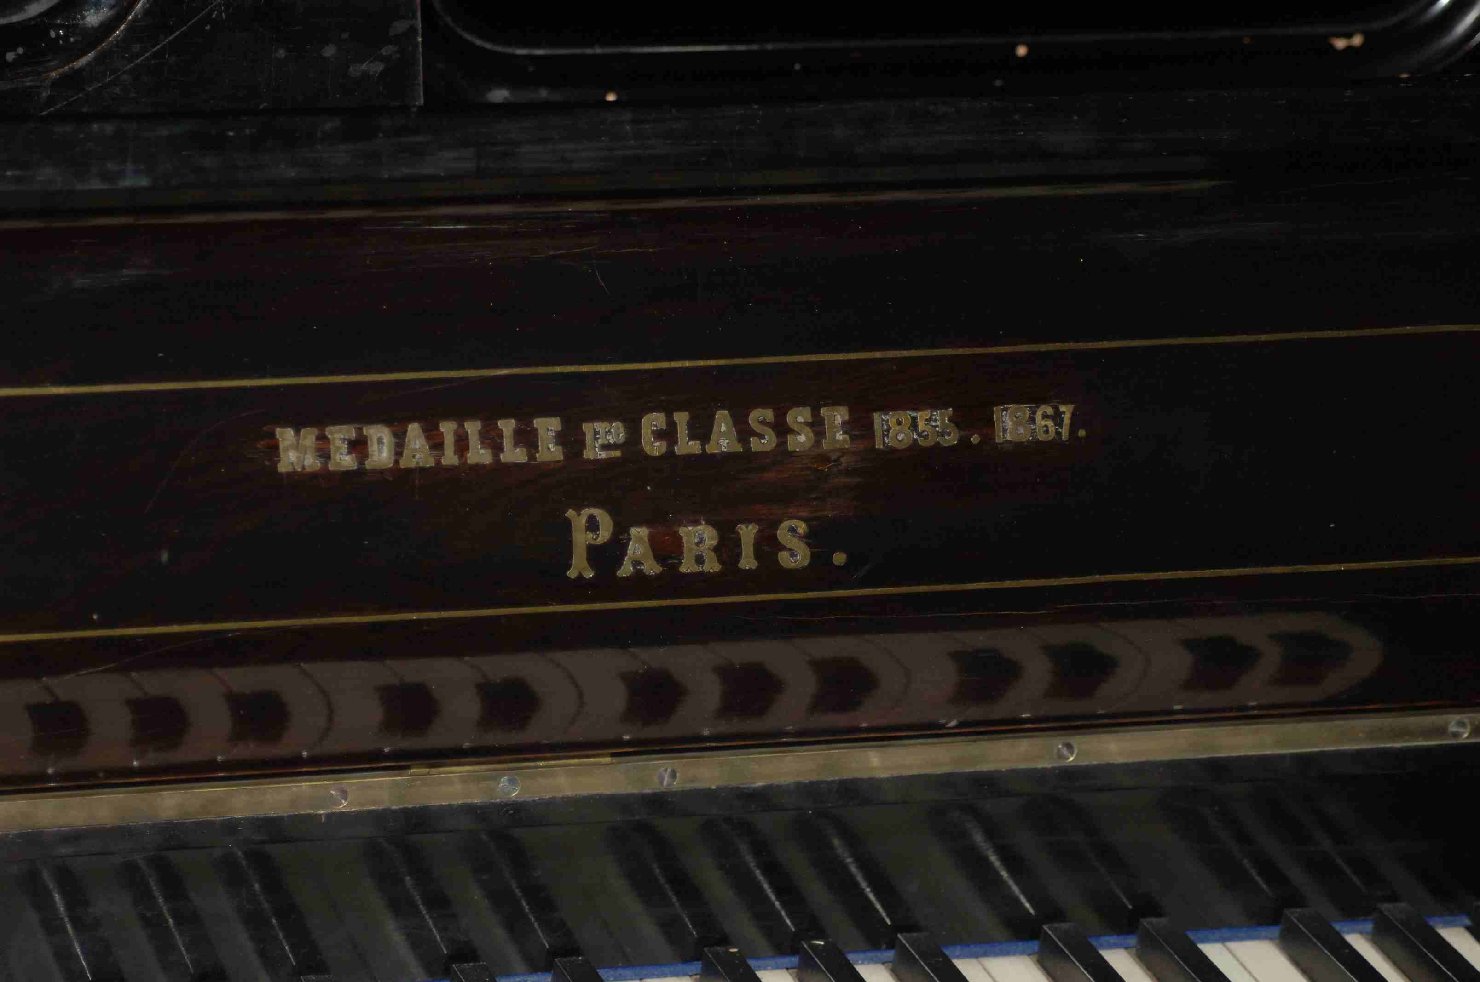 MEDAILLE 1re CLASSE 1855. 1867.
PARIS.